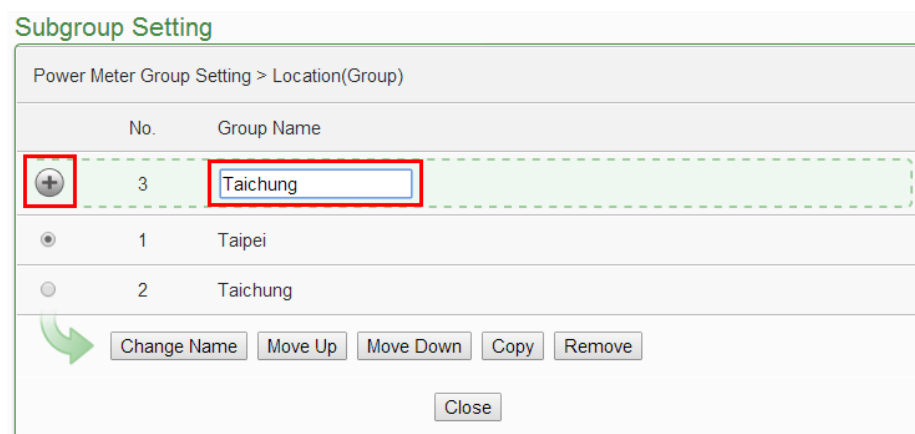 Subgroup Setting
Power Meter Group Setting > Location(Group)
No. Group Name
3 Taichung
1 Taipei
2 Taichung
Change Name Move Up Move Down Copy Remove
Close